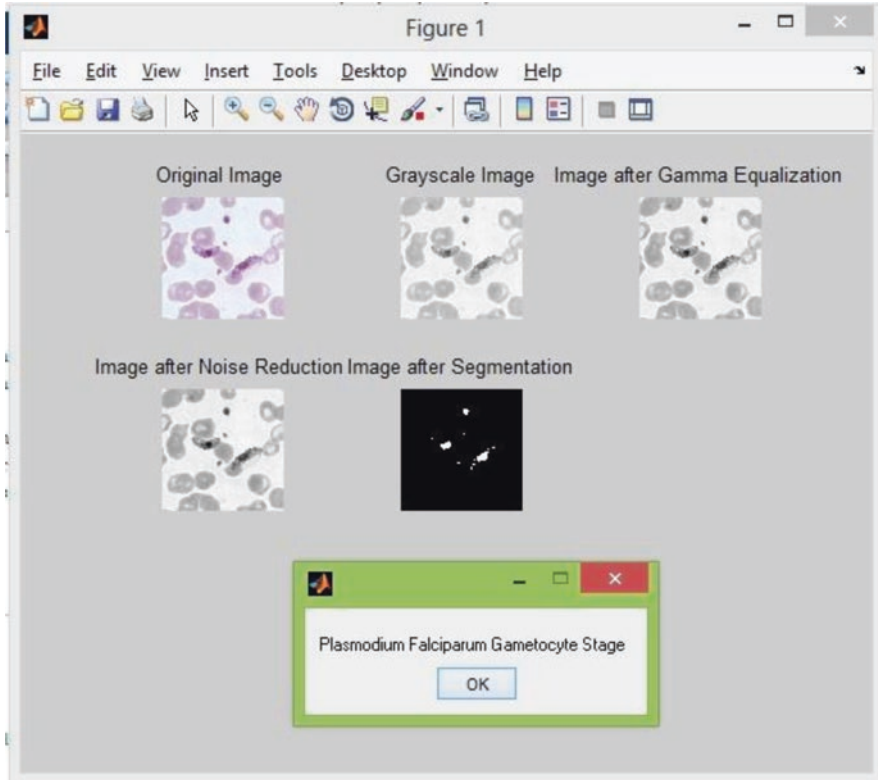 Figure 1
File Edit View Insert Tools Desktop Window Help
Original Image Grayscale Image Image after Gamma Equalization
Image after Noise Reduction Image after Segmentation
Plasmodium Falciparum Gametocyte Stage
OK